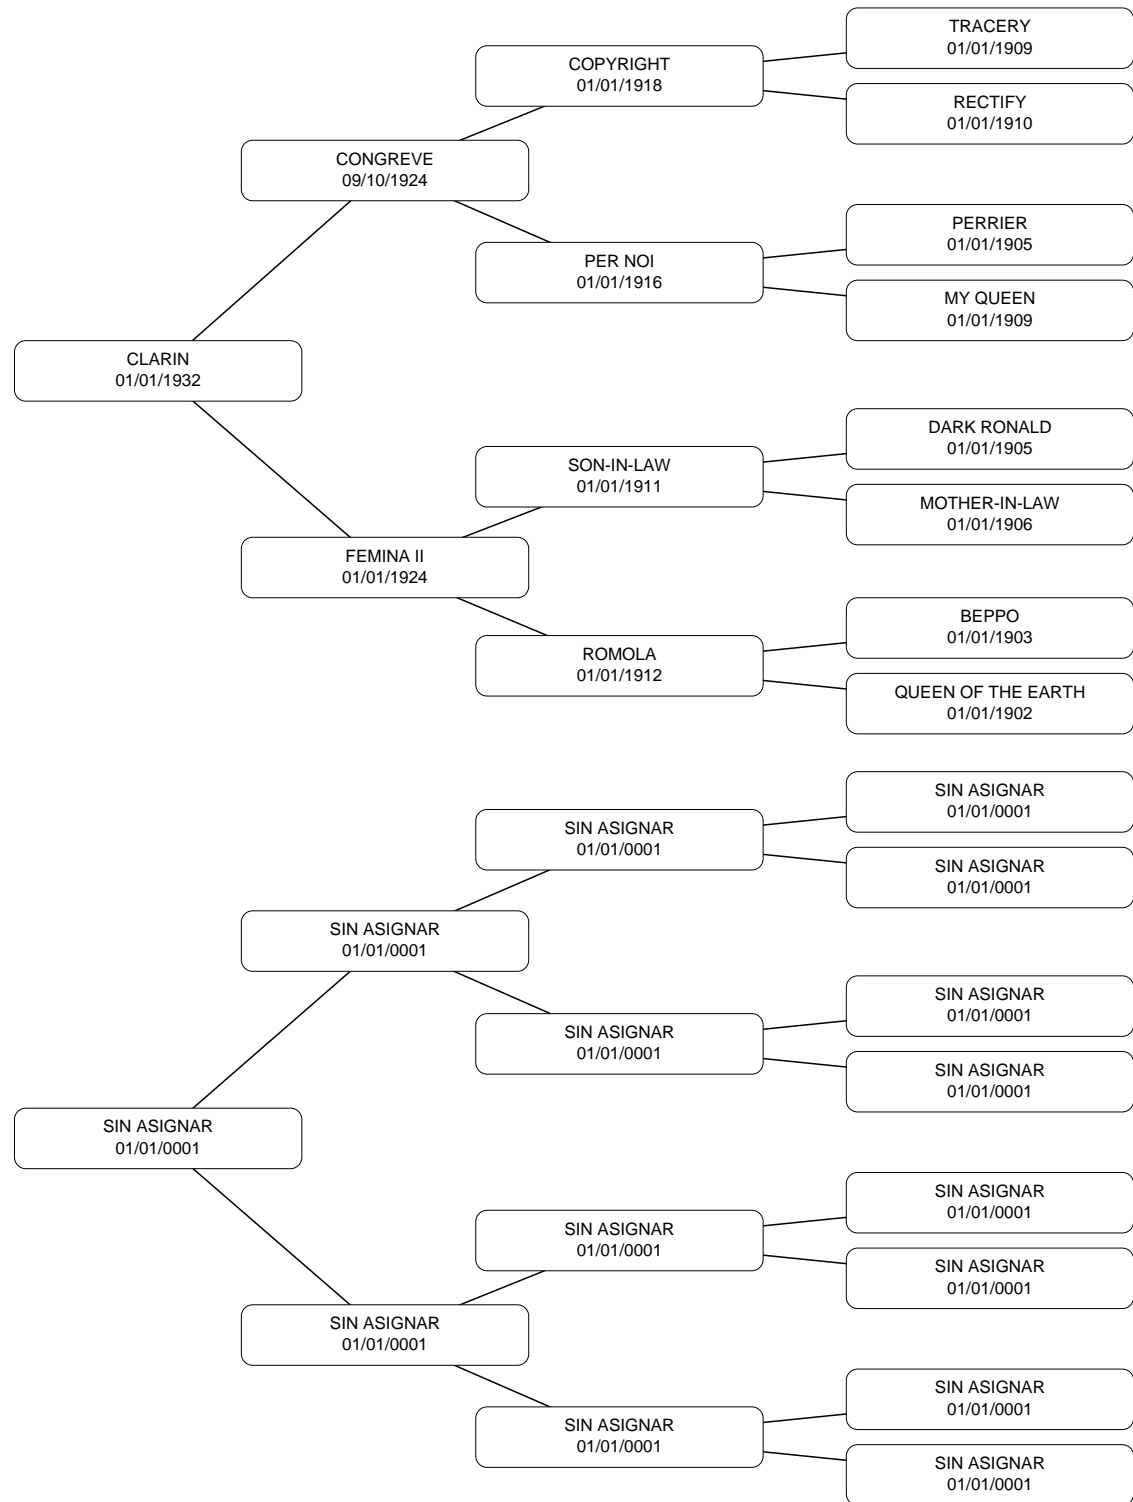 TRACERY
01/01/1909
COPYRIGHT
01/01/1918
RECTIFY
01/01/1910
CONGREVE
09/10/1924
PERRIER
01/01/1905
PER NOI
01/01/1916
MY QUEEN
01/01/1909
CLARIN
01/01/1932
DARK RONALD
01/01/1905
SON-IN-LAW
01/01/1911
MOTHER-IN-LAW
01/01/1906
FEMINA II
01/01/1924
BEPPO
01/01/1903
ROMOLA
01/01/1912
QUEEN OF THE EARTH
01/01/1902
SIN ASIGNAR
01/01/0001
SIN ASIGNAR
01/01/0001
SIN ASIGNAR
01/01/0001
SIN ASIGNAR
01/01/0001
SIN ASIGNAR
01/01/0001
SIN ASIGNAR
01/01/0001
SIN ASIGNAR
01/01/0001
SIN ASIGNAR
01/01/0001
SIN ASIGNAR
01/01/0001
SIN ASIGNAR
01/01/0001
SIN ASIGNAR
01/01/0001
SIN ASIGNAR
01/01/0001
SIN ASIGNAR
01/01/0001
SIN ASIGNAR
01/01/0001
SIN ASIGNAR
01/01/0001